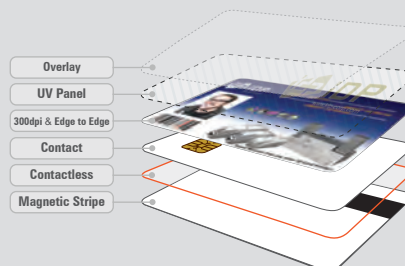 Overlay
UV Panel
300dpi & Edge to Edge
Contact
Contactless
Magnetic Stripe